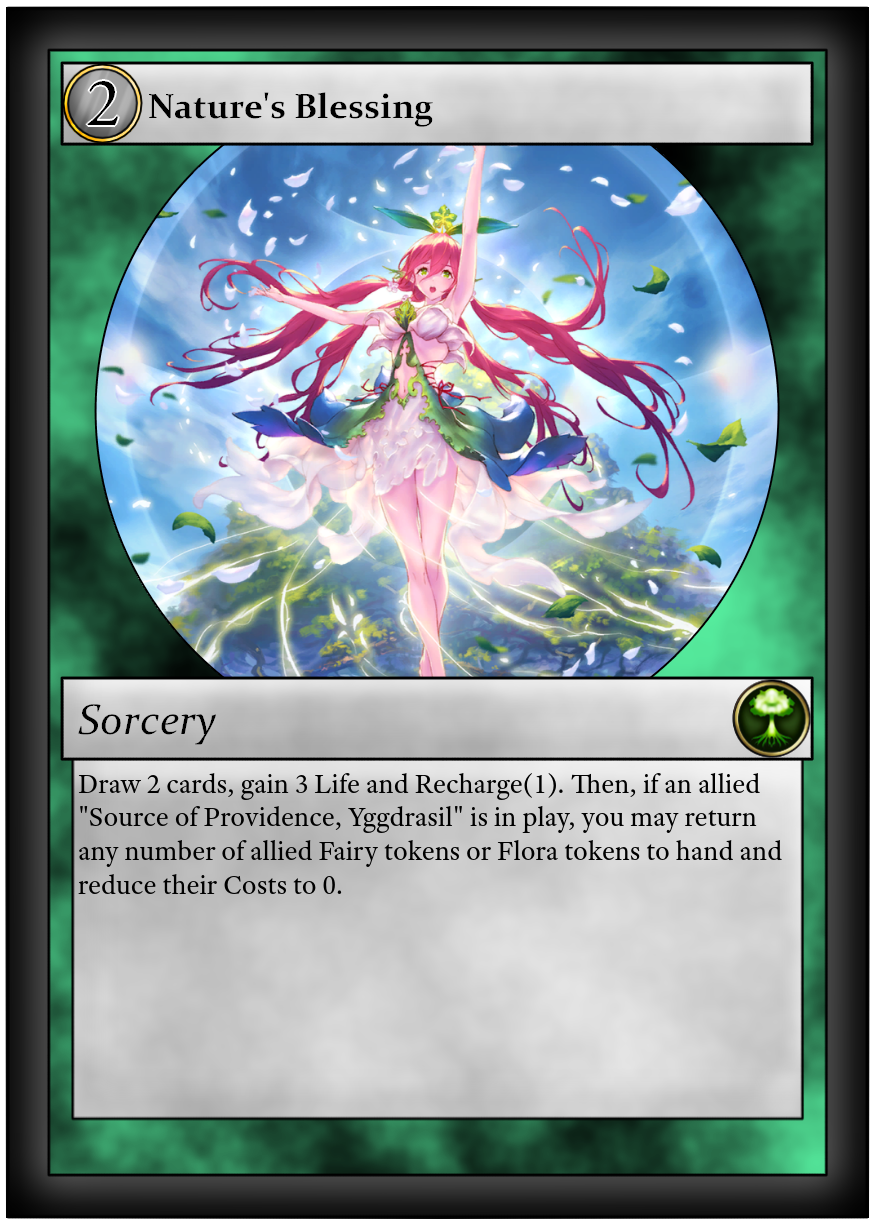 2 Nature's Blessing
Sorcery
Draw 2 cards, gain 3 Life and Recharge(1). Then, if an allied
"Source of Providence, Yggdrasil" is in play, you may return
any number of allied Fairy tokens or Flora tokens to hand and
reduce their Costs to 0.